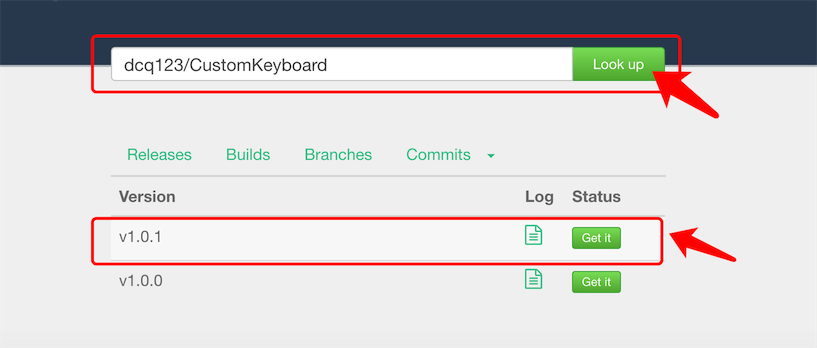 dcq123/CustomKeyboard Look up
Releases Builds Branches Commits
Version Log Status
v1.0.1 Get it
v1.0.0 Get it